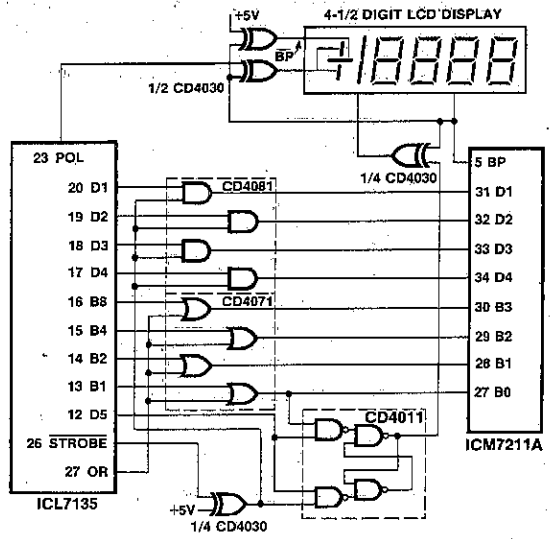 +5V
4-1/2 DIGIT LCD DISPLAY
BP
1/2 CD4030
23 POL
CD4081
1/4 CD4030
5 BP
20 D1
31 D1
19 D2
32 D2
18 D3
33 D3
17 D4
34 D4
CD4071
16 B8
30 B3
15 B4
29 B2
14 B2
28 B1
13 B1
27 B0
12 D5
CD4011
26 STROBE
ICM7211A
27 OR
ICL7135
+5V
1/4 CD4030